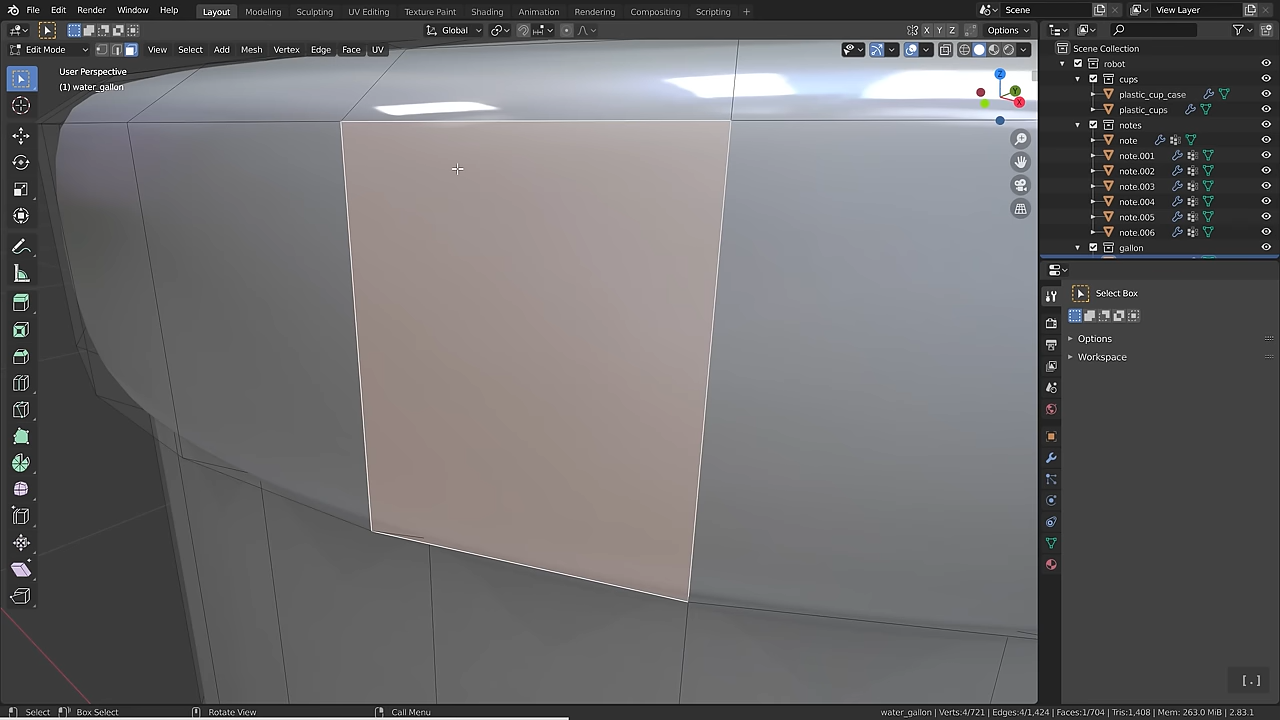 File Edit Render Window Help Layout Modeling Sculpting UV Editing Texture Paint Shading Animation Rendering Compositing Scripting + Scene View Layer
Global X Y Z Options
Edit Mode View Select Add Mesh Vertex Edge Face UV
User Perspective
(1) water_gallon
Z
Y
X
Scene Collection
robot
cups
plastic_cup_case
plastic_cups
notes
note
note.001
note.002
note.003
note.004
note.005
note.006
gallon
Select Box
Options
Workspace
[.]
Select Box Select Rotate View Call Menu water_gallon | Verts:4/721 | Edges:4/1,424 | Faces:1/704 | Tris:1,408 | Mem: 263.0 MiB | 2.83.1